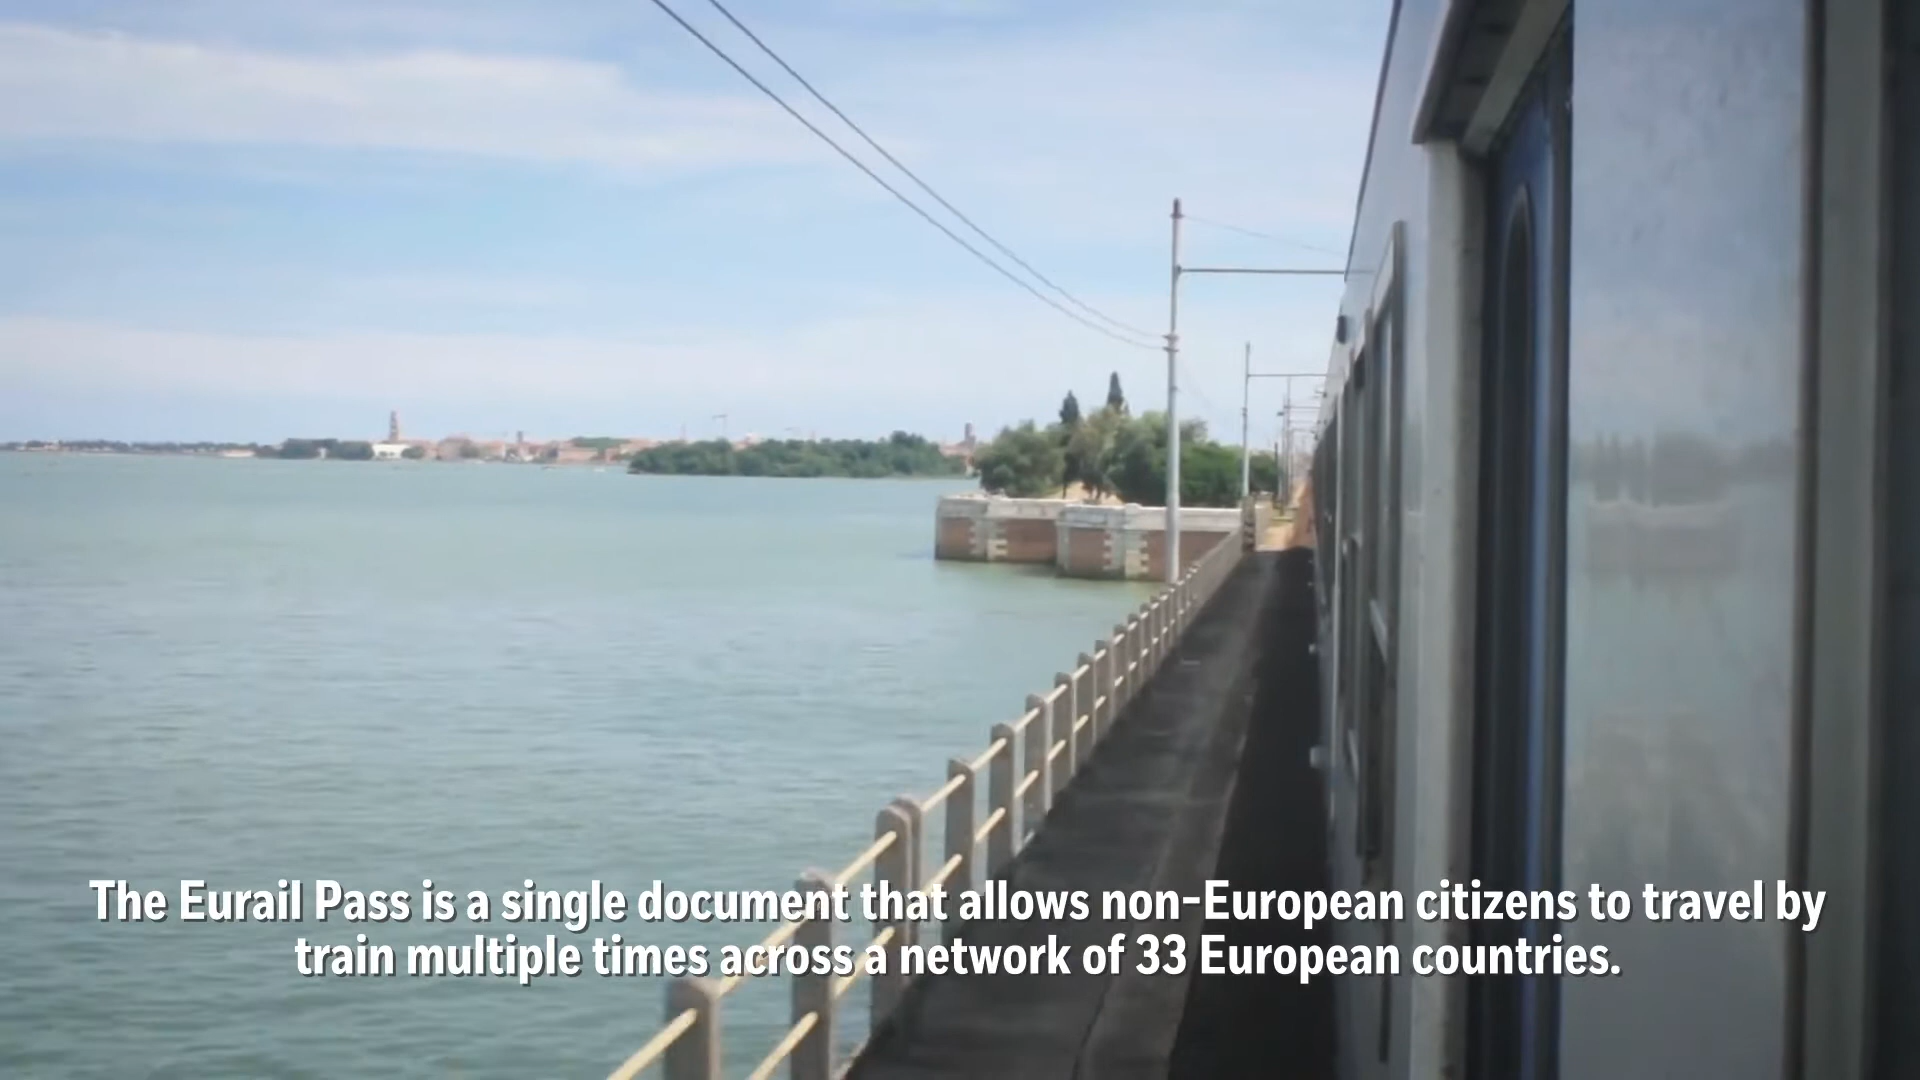 The Eurail Pass is a single document that allows non-European citizens to travel by
train multiple times across a network of 33 European countries.